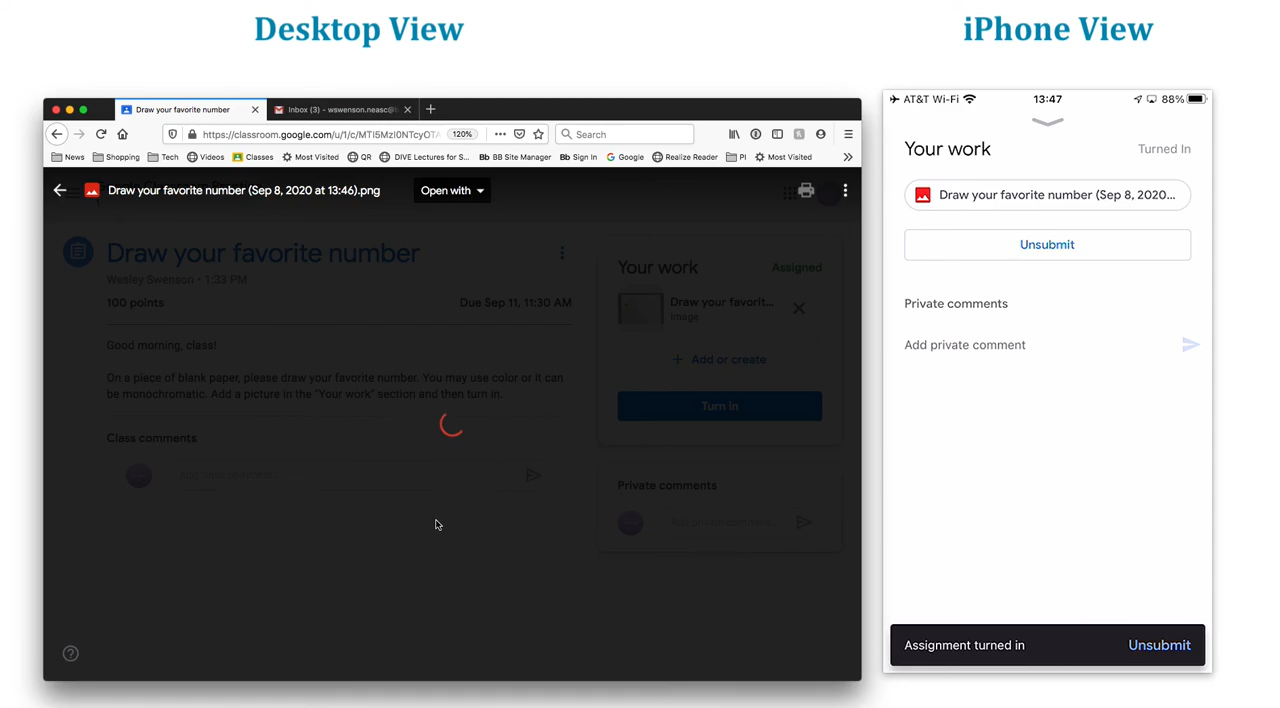 Desktop View
iPhone View
Draw your favorite number
Inbox (3) - wswenson.neasc@
https://classroom.google.com/u/1/c/MTI5MzI0NTcyOTA
120%
Search
News Shopping Tech Videos Classes Most Visited QR DIVE Lectures for S... Bb BB Site Manager Bb Sign In G Google Realize Reader PI Most Visited
Draw your favorite number (Sep 8, 2020 at 13:46).png
Open with
Draw your favorite number
Wesley Swenson • 1:33 PM
100 points
Due Sep 11, 11:30 AM
Good morning, class!
On a piece of blank paper, please draw your favorite number. You may use color or it can
be monochromatic. Add a picture in the "Your work" section and then turn in.
Class comments
Your work
Assigned
Draw your favorit...
Image
+ Add or create
Turn in
Private comments
AT&T Wi-Fi
13:47
88%
Your work
Turned In
Draw your favorite number (Sep 8, 2020...
Unsubmit
Private comments
Add private comment
Assignment turned in
Unsubmit